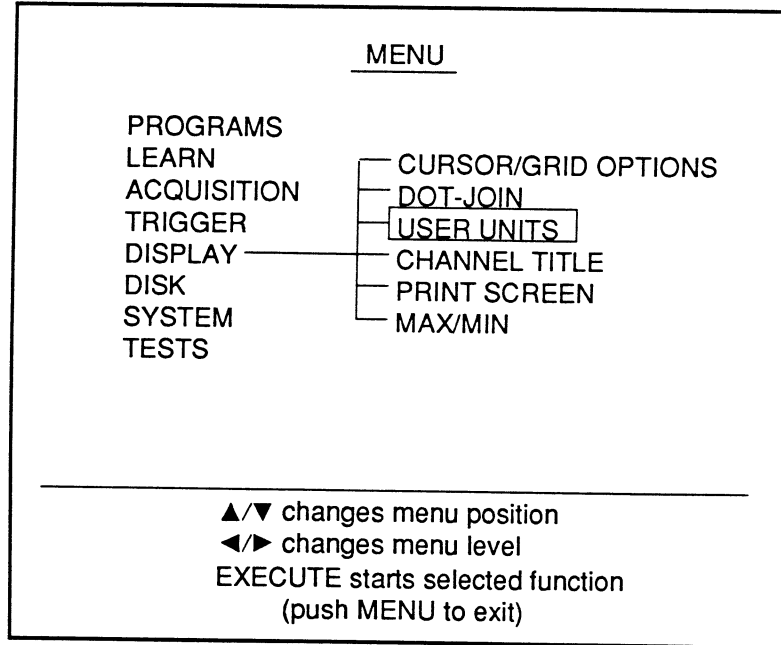 MENU
PROGRAMS
LEARN
ACQUISITION
TRIGGER
DISPLAY
DISK
SYSTEM
TESTS
CURSOR/GRID OPTIONS
DOT-JOIN
USER UNITS
CHANNEL TITLE
PRINT SCREEN
MAX/MIN
▲/▼ changes menu position
◄/► changes menu level
EXECUTE starts selected function
(push MENU to exit)